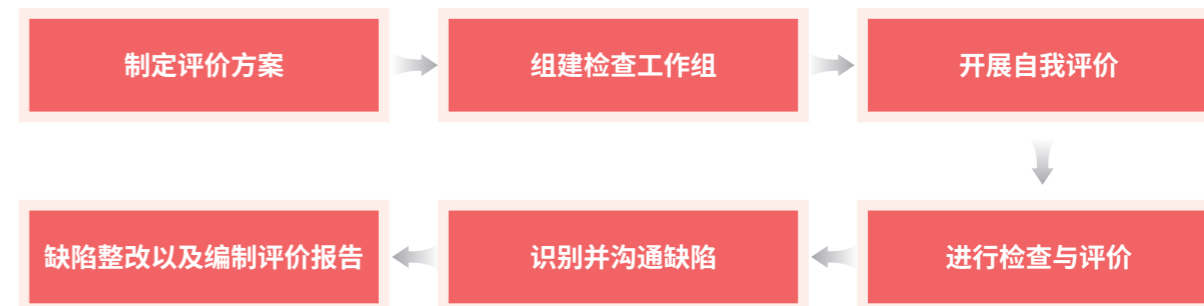 制定评价方案
组建检查工作组
开展自我评价
进行检查与评价
识别并沟通缺陷
缺陷整改以及编制评价报告